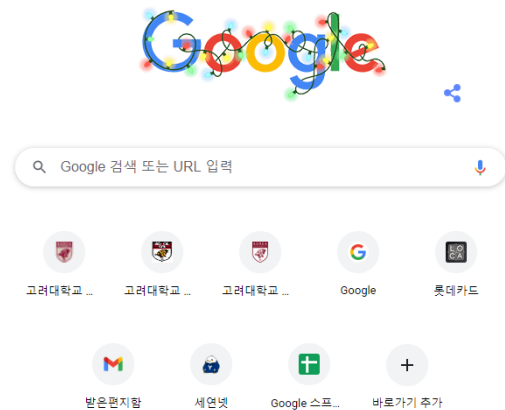 Google
Google 검색 또는 URL 입력
고려대학교 ...
고려대학교 ...
고려대학교 ...
Google
LO
CA
롯데카드
받은편지함
세연넷
Google 스프...
바로가기 추가